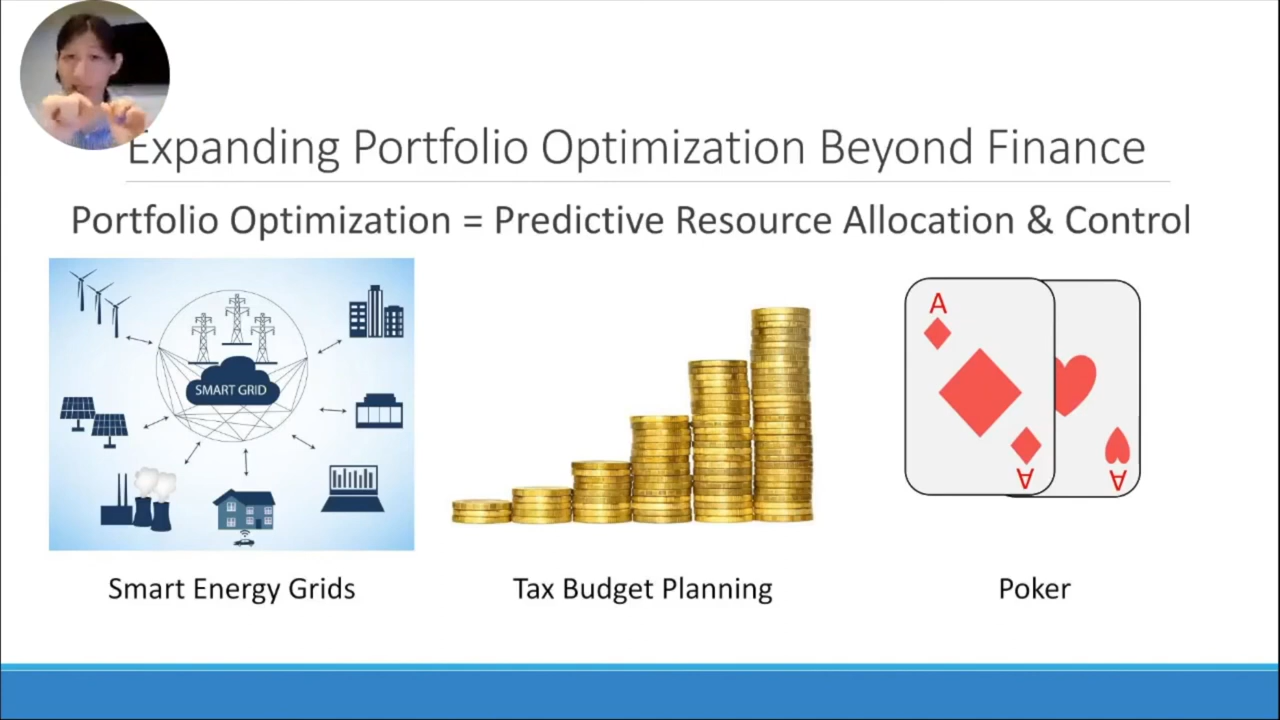 Expanding Portfolio Optimization Beyond Finance
Portfolio Optimization = Predictive Resource Allocation & Control
SMART GRID
A
A
A
A
Smart Energy Grids
Tax Budget Planning
Poker